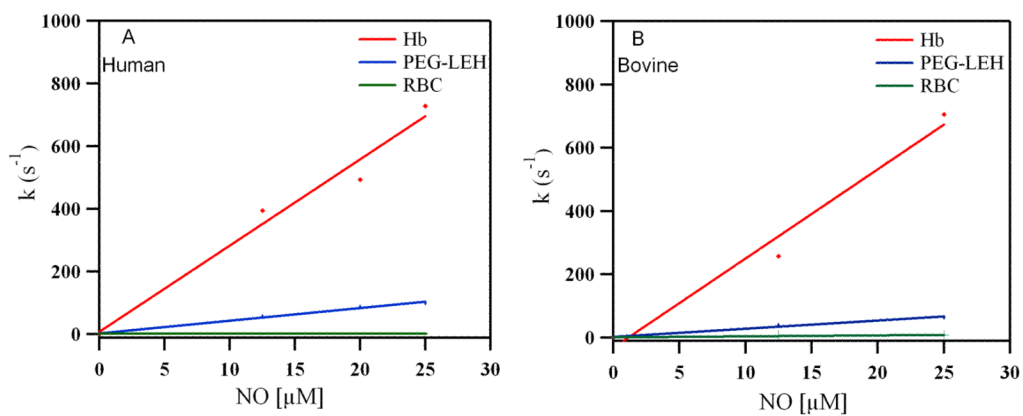 A
Human
Hb
PEG-LEH
RBC
1000
800
600
400
200
0
k (s⁻¹)
0 5 10 15 20 25 30
NO [µM]
B
Bovine
Hb
PEG-LEH
RBC
1000
800
600
400
200
0
k (s⁻¹)
0 5 10 15 20 25 30
NO [µM]